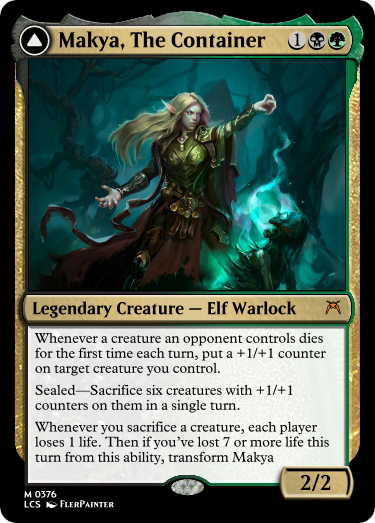 Makya, The Container 1
Legendary Creature — Elf Warlock
Whenever a creature an opponent controls dies
for the first time each turn, put a +1/+1 counter
on target creature you control.
Sealed—Sacrifice six creatures with +1/+1
counters on them in a single turn.
Whenever you sacrifice a creature, each player
loses 1 life. Then if you've lost 7 or more life this
turn from this ability, transform Makya
2/2
M 0376
LCS FlerPainter